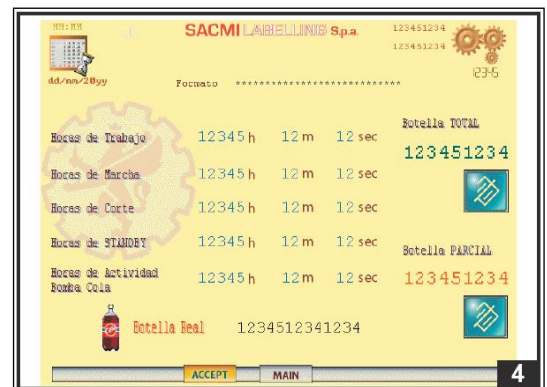 HH:MM
SACMI LABELLING S.p.a.
123451234
123451234
12345
dd/mm/20yy
Formato ****************************
Botella TOTAL
123451234
Horas de Trabajo 12345 h 12 m 12 sec
Horas de Marcha 12345 h 12 m 12 sec
Horas de Corte 12345 h 12 m 12 sec
Horas de STANDBY 12345 h 12 m 12 sec
Botella PARCIAL
123451234
Horas de Actividad
Bomba Cola 12345 h 12 m 12 sec
Botella Real 1234512341234
ACCEPT MAIN
4